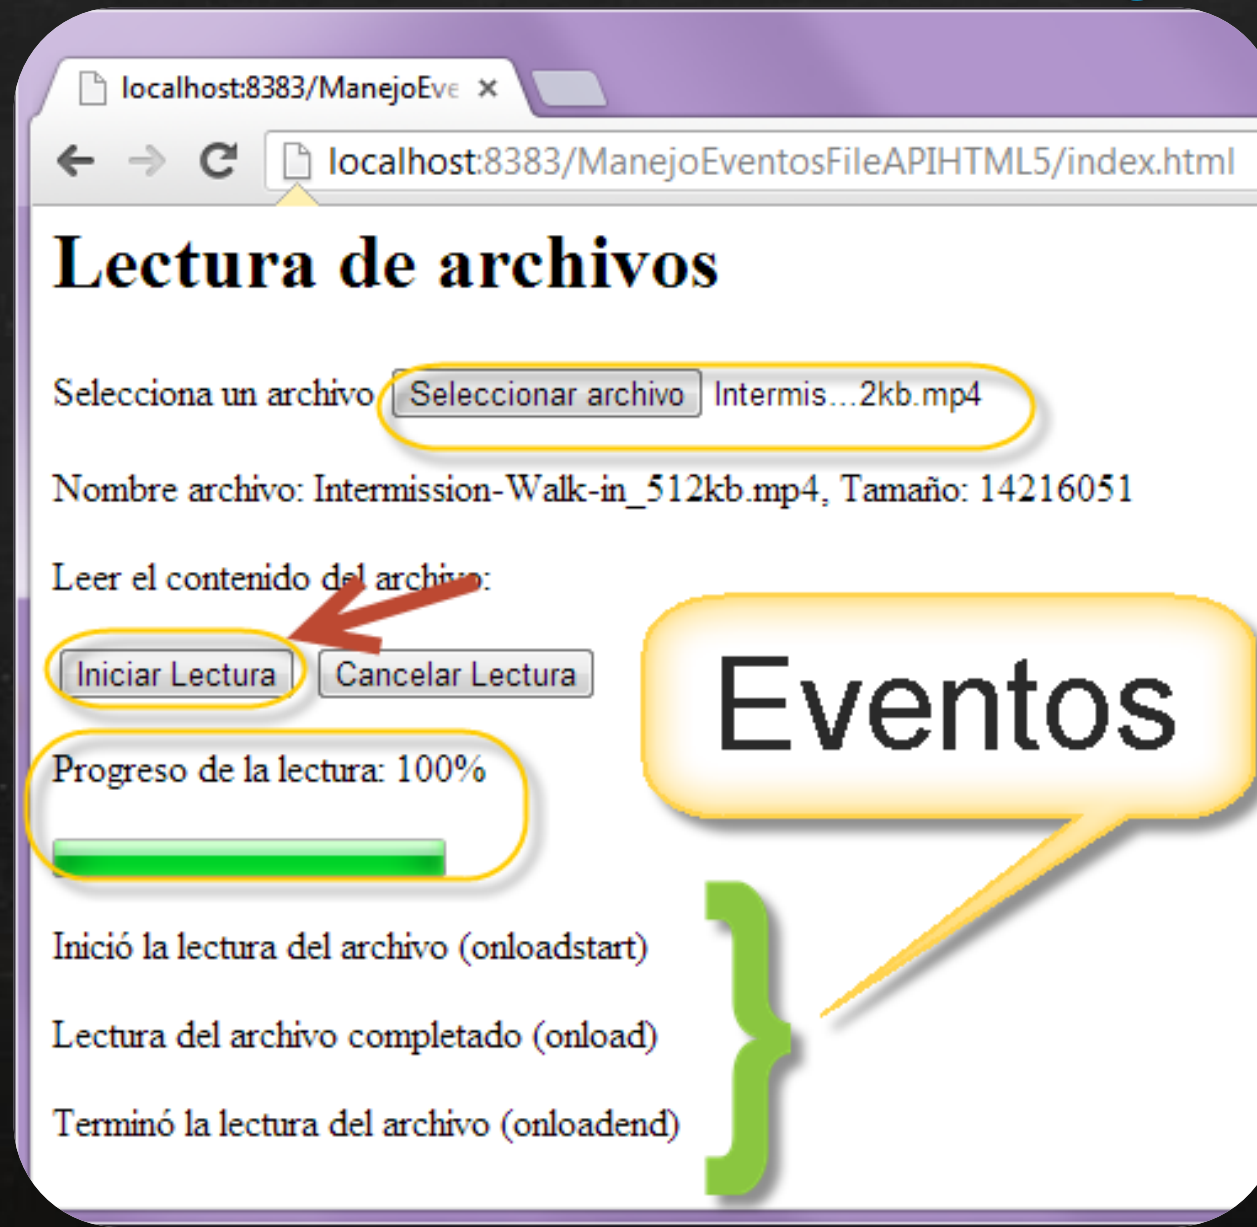 localhost:8383/ManejoEve
localhost:8383/ManejoEventosFileAPIHTML5/index.html
Lectura de archivos
Selecciona un archivo Seleccionar archivo Intermis...2kb.mp4
Nombre archivo: Intermission-Walk-in_512kb.mp4, Tamaño: 14216051
Leer el contenido del archivo:
Iniciar Lectura Cancelar Lectura
Eventos
Progreso de la lectura: 100%
Inició la lectura del archivo (onloadstart)
Lectura del archivo completado (onload)
Terminó la lectura del archivo (onloadend)